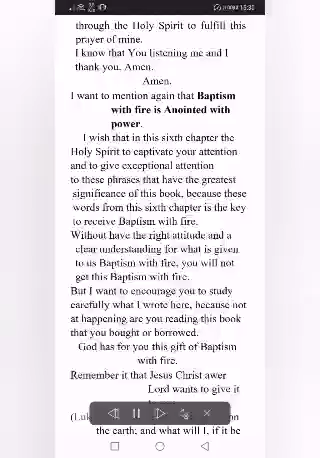 15:30
through the Holy Spirit to fulfill this
prayer of mine.
I know that You listening me and I
thank you. Amen.
Amen.
I want to mention again that Baptism
with fire is Anointed with
power.
I wish that in this sixth chapter the
Holy Spirit to captivate your attention
and to give exceptional attention
to these phrases that have the greatest
significance of this book, because these
words from this sixth chapter is the key
to receive Baptism with fire.
Without have the right attitude and a
clear understanding for what is given
to us Baptism with fire, you will not
get this Baptism with fire.
But I want to encourage you to study
carefully what I wrote here, because not
at happening are you reading this book
that you bought or borrowed.
God has for you this gift of Baptism
with fire.
Remember it that Jesus Christ awer
Lord wants to give it
(Luk on
the earth; and what will I, if it be